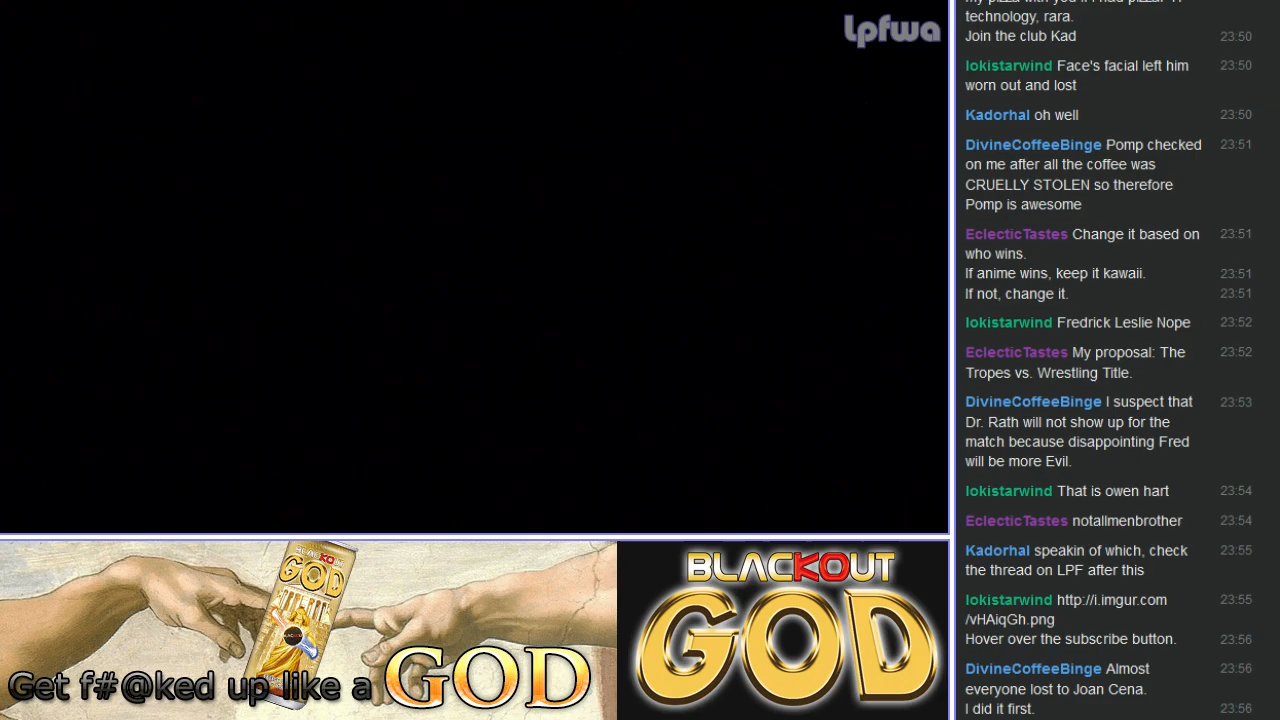 lpfwa
technology, rara.
Join the club Kad 23:50
lokistarwind Face's facial left him 23:50
worn out and lost
Kadorhal oh well 23:50
DivineCoffeeBinge Pomp checked 23:51
on me after all the coffee was
CRUELLY STOLEN so therefore
Pomp is awesome
EclecticTastes Change it based on 23:51
who wins.
If anime wins, keep it kawaii. 23:51
If not, change it. 23:51
lokistarwind Fredrick Leslie Nope 23:52
EclecticTastes My proposal: The 23:52
Tropes vs. Wrestling Title.
DivineCoffeeBinge I suspect that 23:53
Dr. Rath will not show up for the
match because disappointing Fred
will be more Evil.
lokistarwind That is owen hart 23:54
EclecticTastes notallmenbrother 23:54
Kadorhal speakin of which, check 23:55
the thread on LPF after this
lokistarwind http://i.imgur.com 23:55
/vHAiqGh.png
Hover over the subscribe button. 23:56
DivineCoffeeBinge Almost 23:56
everyone lost to Joan Cena.
I did it first. 23:56
BLACKOUT
GOD
BLACKOUT
Get f#@ked up like a GOD
BLACKOUT
GOD